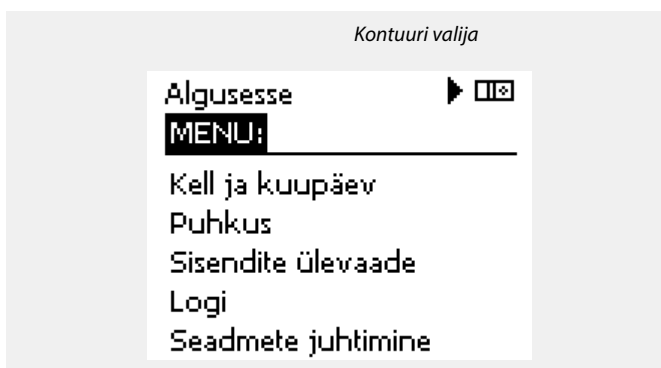 Kontuuri valija
Algusesse
MENU:
Kell ja kuupäev
Puhkus
Sisendite ülevaade
Logi
Seadmete juhtimine